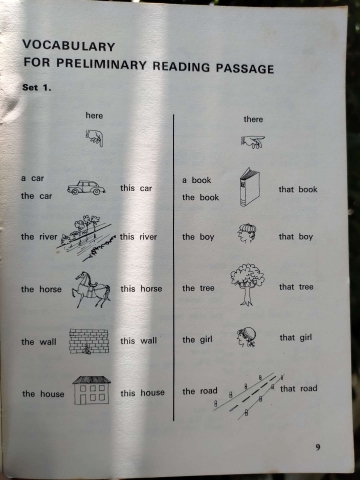 VOCABULARY
FOR PRELIMINARY READING PASSAGE
Set 1.
here
a car
the car
this car
the river
this river
the horse
this horse
the wall
this wall
the house
this house
there
a book
the book
that book
the boy
that boy
the tree
that tree
the girl
that girl
the road
that road
9